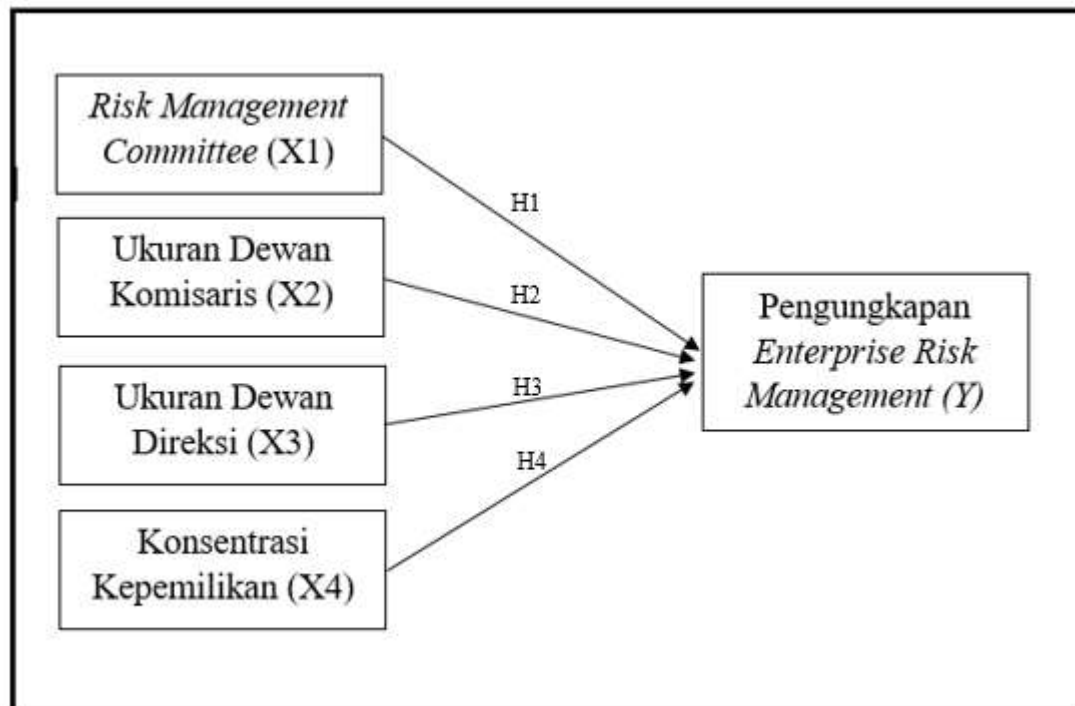 Risk Management
Committee (X1)
Ukuran Dewan
Komisaris (X2)
Ukuran Dewan
Direksi (X3)
Konsentrasi
Kepemilikan (X4)
H1
H2
H3
H4
Pengungkapan
Enterprise Risk
Management (Y)